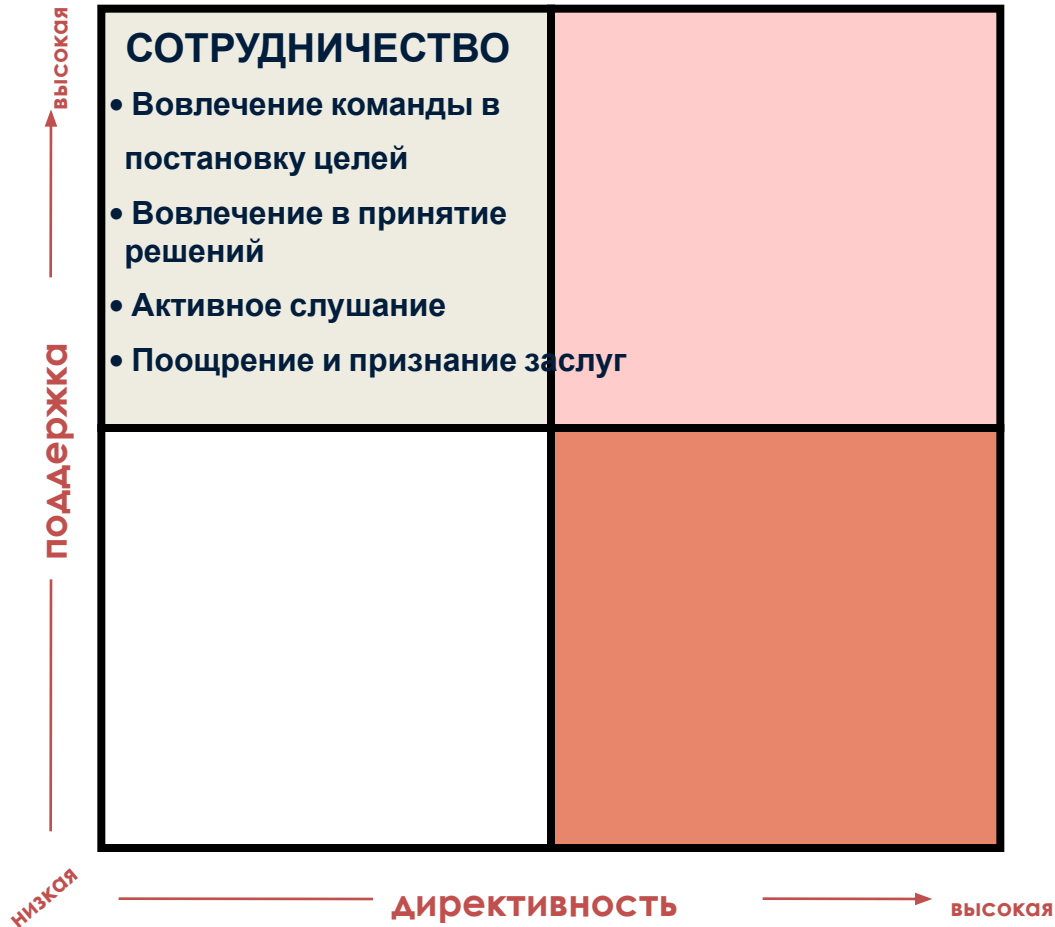 высокая
СОТРУДНИЧЕСТВО
• Вовлечение команды в
постановку целей
• Вовлечение в принятие
решений
• Активное слушание
• Поощрение и признание заслуг
поддержка
низкая
директивность
высокая